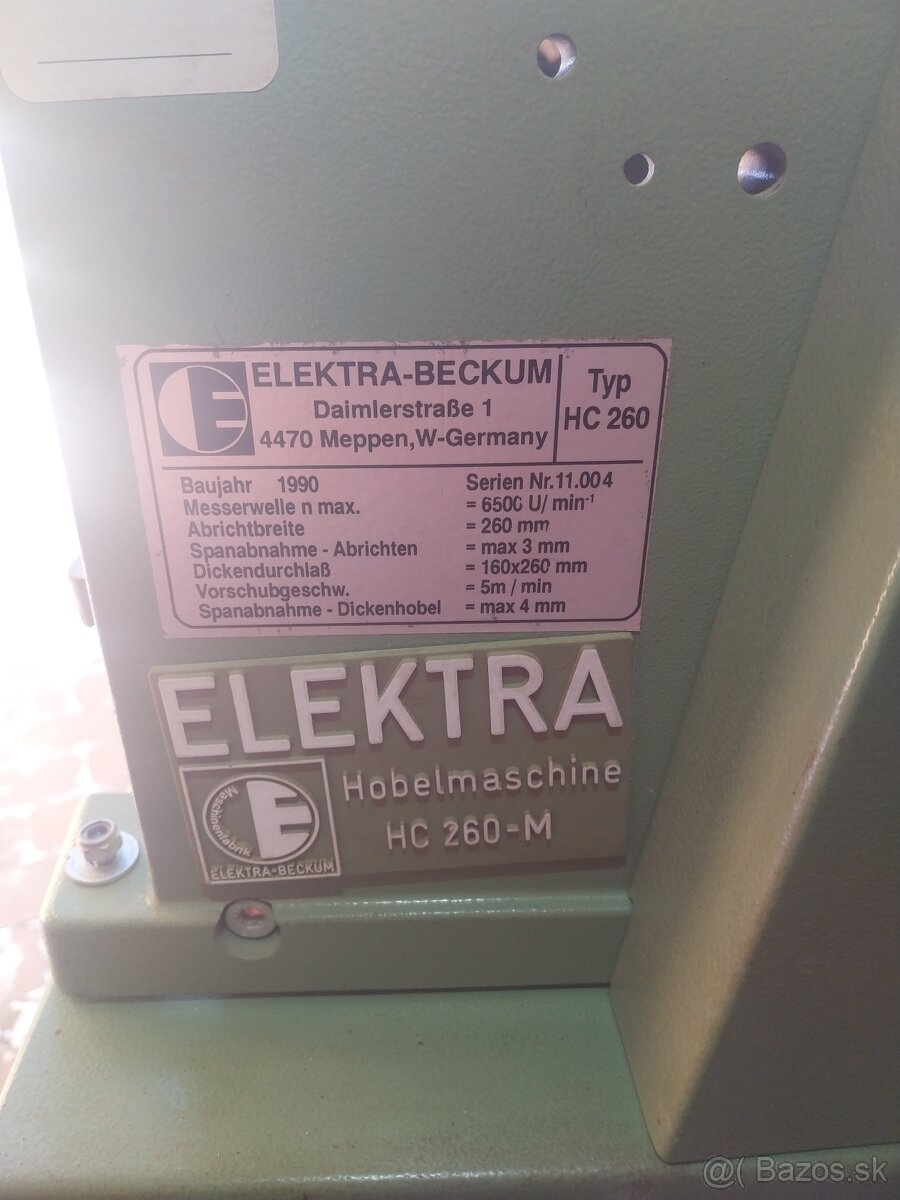 ELEKTRA-BECKUM
Daimlerstraße 1
4470 Meppen, W-Germany
Typ
HC 260
Baujahr 1990
Serien Nr. 11.004
Messerwelle n max. = 6500 U/ min⁻¹
Abrichtbreite = 260 mm
Spanabnahme - Abrichten = max 3 mm
Dickendurchlaß = 160x260 mm
Vorschubgeschw. = 5m / min
Spanabnahme - Dickenhobel = max 4 mm
ELEKTRA
Hobelmaschine
HC 260-M
Maschinenfabrik
E
ELEKTRA-BECKUM
@( Bazos.sk